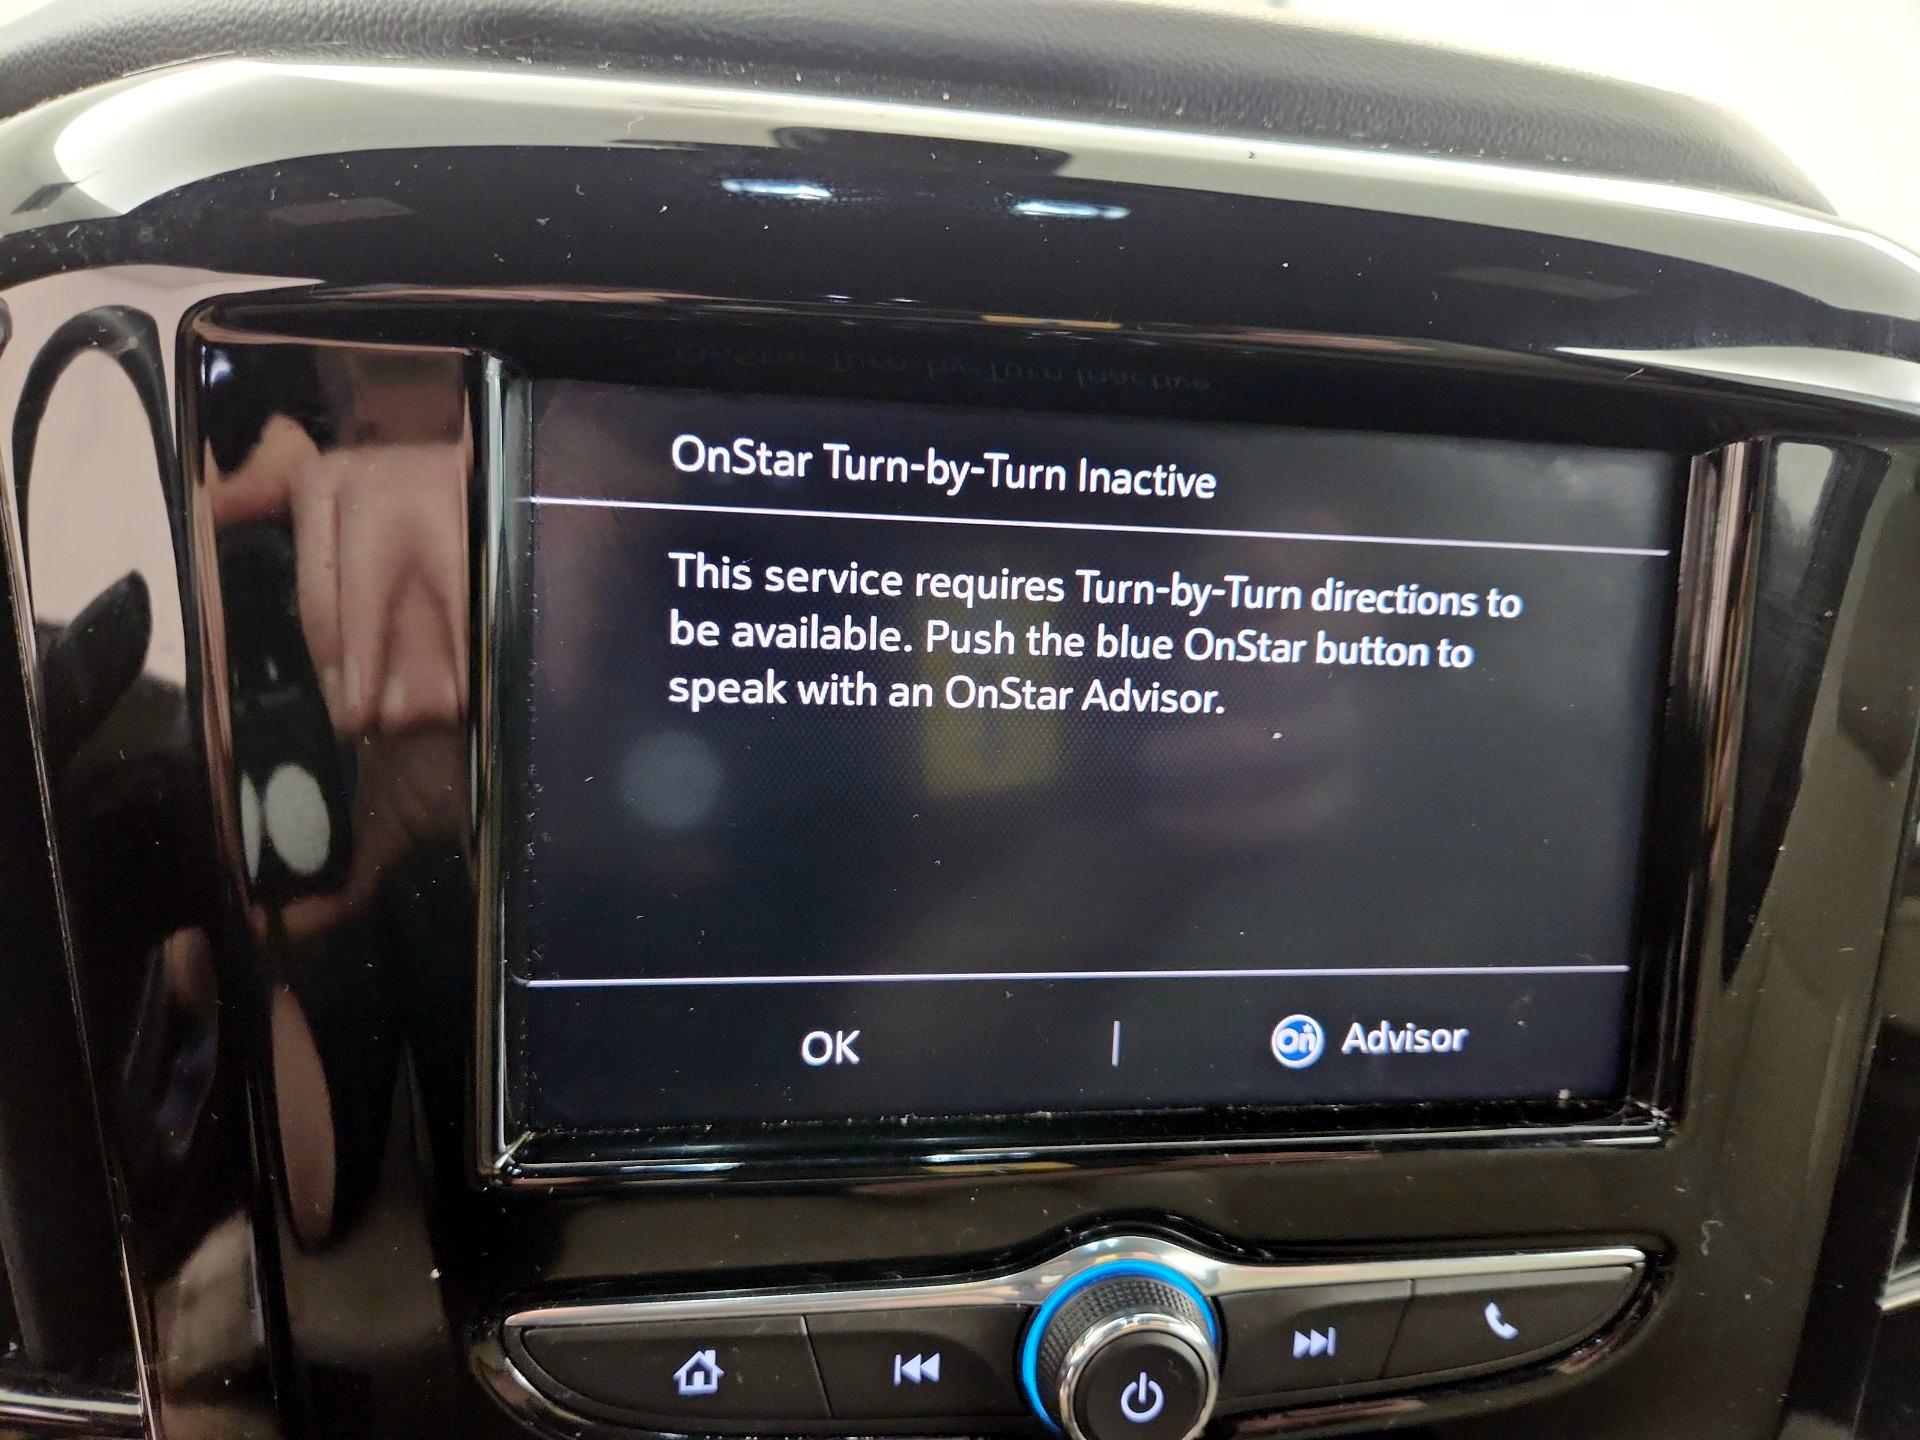 OnStar Turn-by-Turn Inactive
This service requires Turn-by-Turn directions to
be available. Push the blue OnStar button to
speak with an OnStar Advisor.
OK
On Advisor